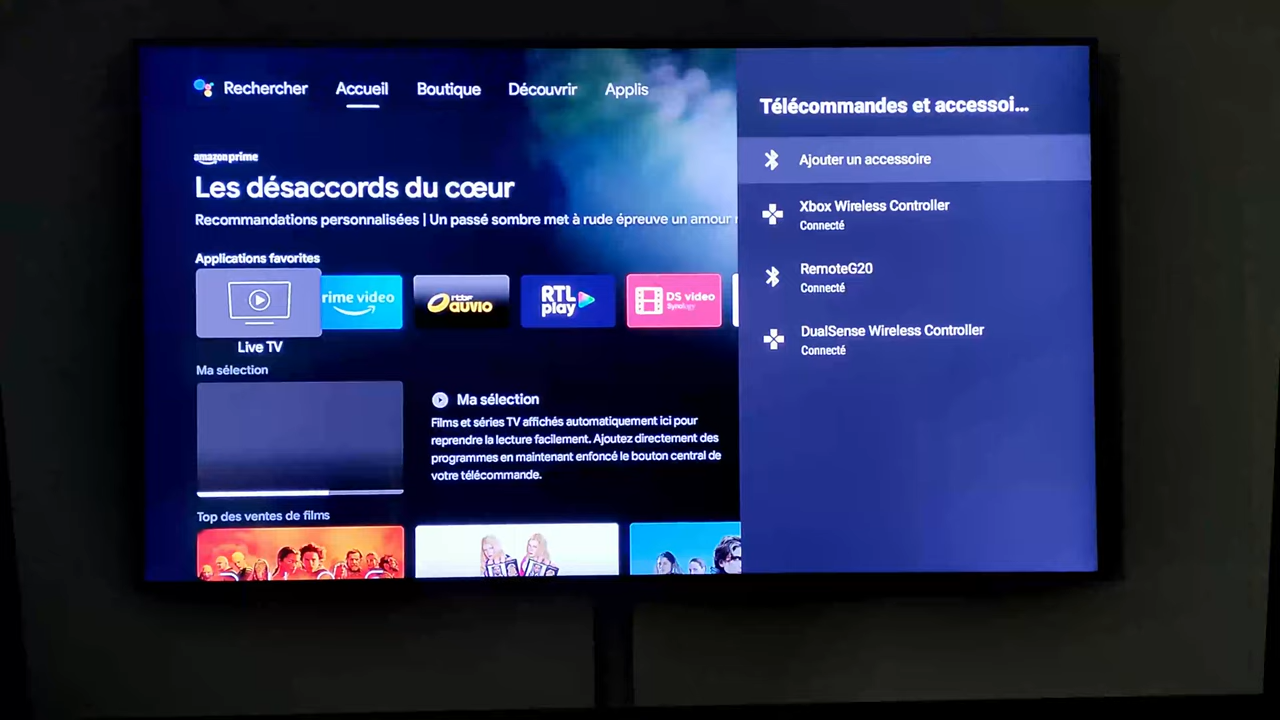 Rechercher
Accueil
Boutique
Découvrir
Applis
amazon prime
Les désaccords du cœur
Recommandations personnalisées | Un passé sombre met à rude épreuve un amour
Applications favorites
rime video
rtbf
auvio
RTL
play
DS video
Synology
Live TV
Ma sélection
Ma sélection
Films et séries TV affichés automatiquement ici pour
reprendre la lecture facilement. Ajoutez directement des
programmes en maintenant enfoncé le bouton central de
votre télécommande.
Top des ventes de films
Télécommandes et accessoi...
Ajouter un accessoire
Xbox Wireless Controller
Connecté
RemoteG20
Connecté
DualSense Wireless Controller
Connecté